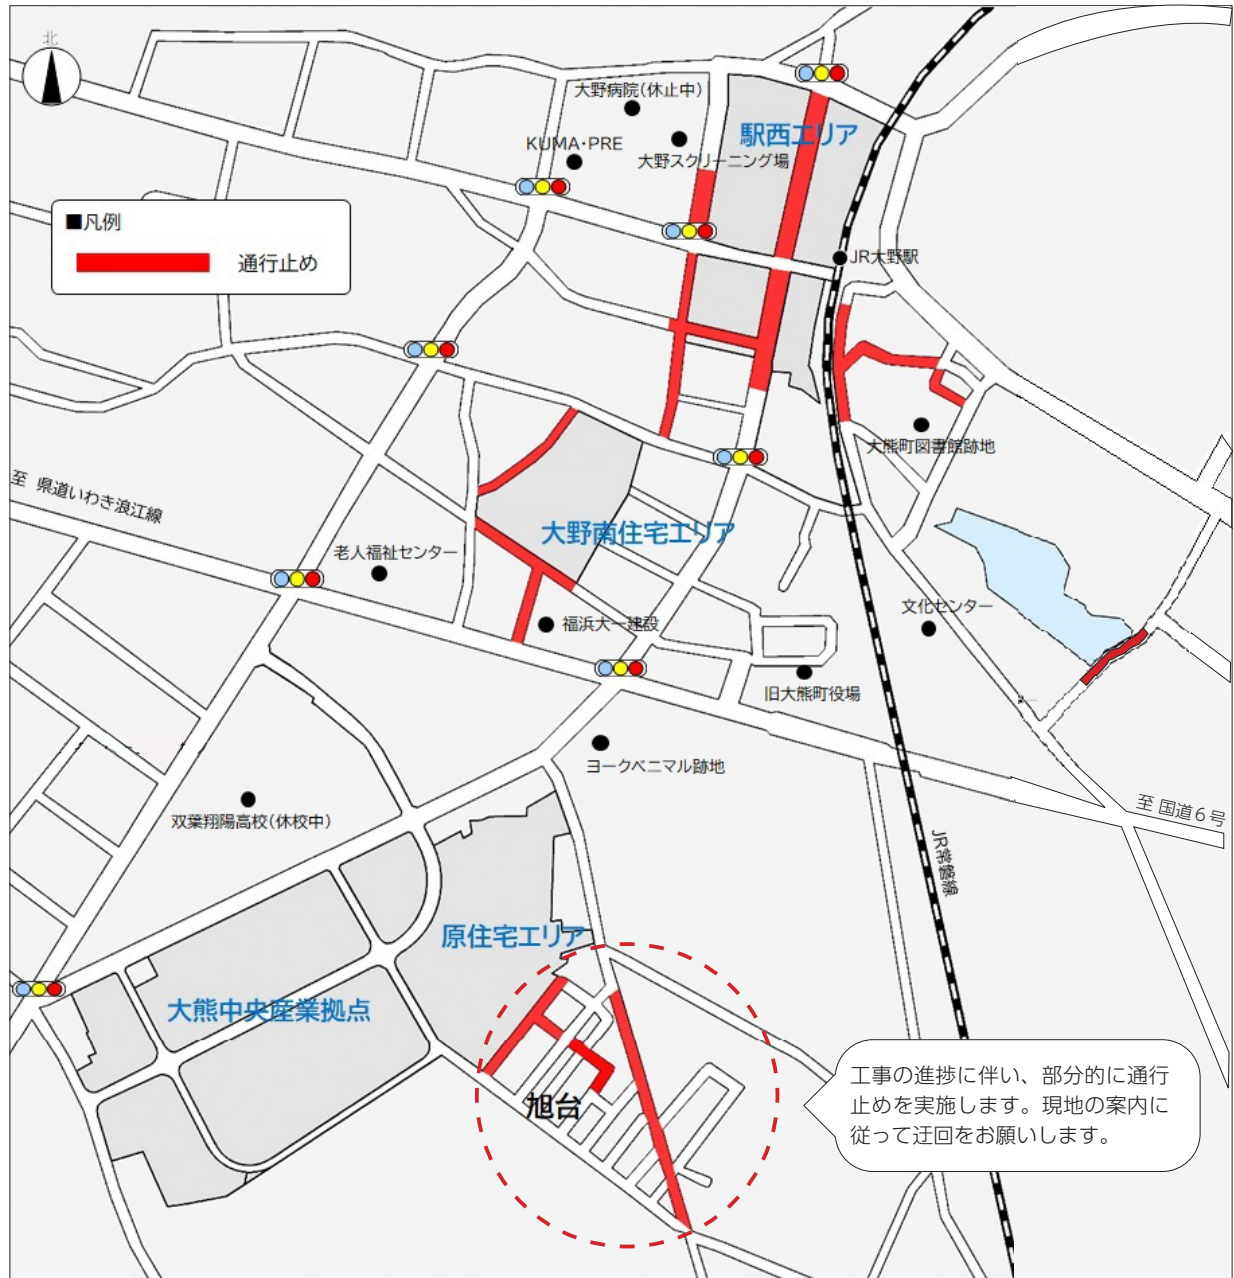 北
大野病院(休止中)
駅西エリア
KUMA・PRE
大野スクリーニング場
■凡例
通行止め
JR大野駅
大熊町図書館跡地
至 県道いわき浪江線
大野南住宅エリア
老人福祉センター
文化センター
福浜大一建設
旧大熊町役場
ヨークベニマル跡地
至 国道6号
双葉翔陽高校(休校中)
JR常磐線
原住宅エリア
大熊中央産業拠点
旭台
工事の進捗に伴い、部分的に通行
止めを実施します。現地の案内に
従って迂回をお願いします。